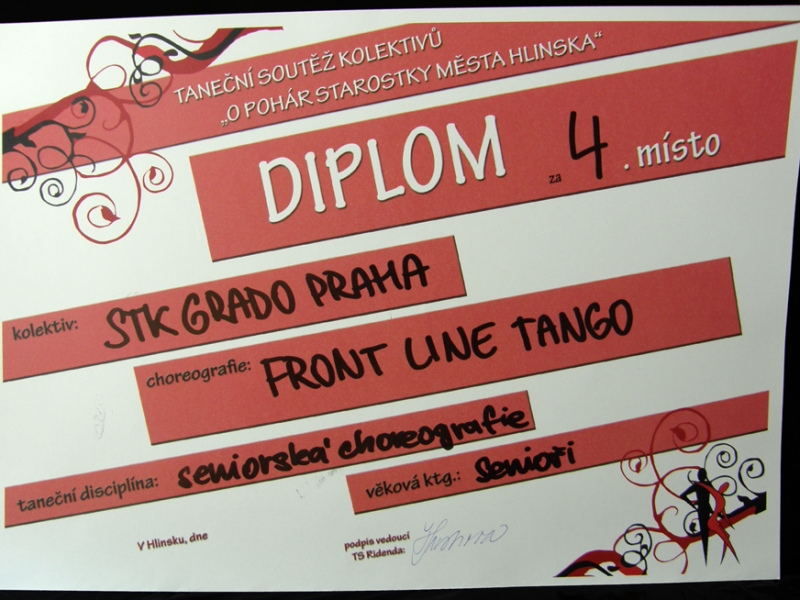 TANEČNÍ SOUTĚŽ KOLEKTIVŮ
„O POHÁR STAROSTKY MĚSTA HLINSKA“
DIPLOM za 4 . místo
kolektiv: STK GRADO PRAHA
choreografie: FRONT LINE TANGO
taneční disciplína: seniorská choreografie
věková ktg.: Senioři
V Hlinsku, dne
podpis vedoucí
TS Ridenda: